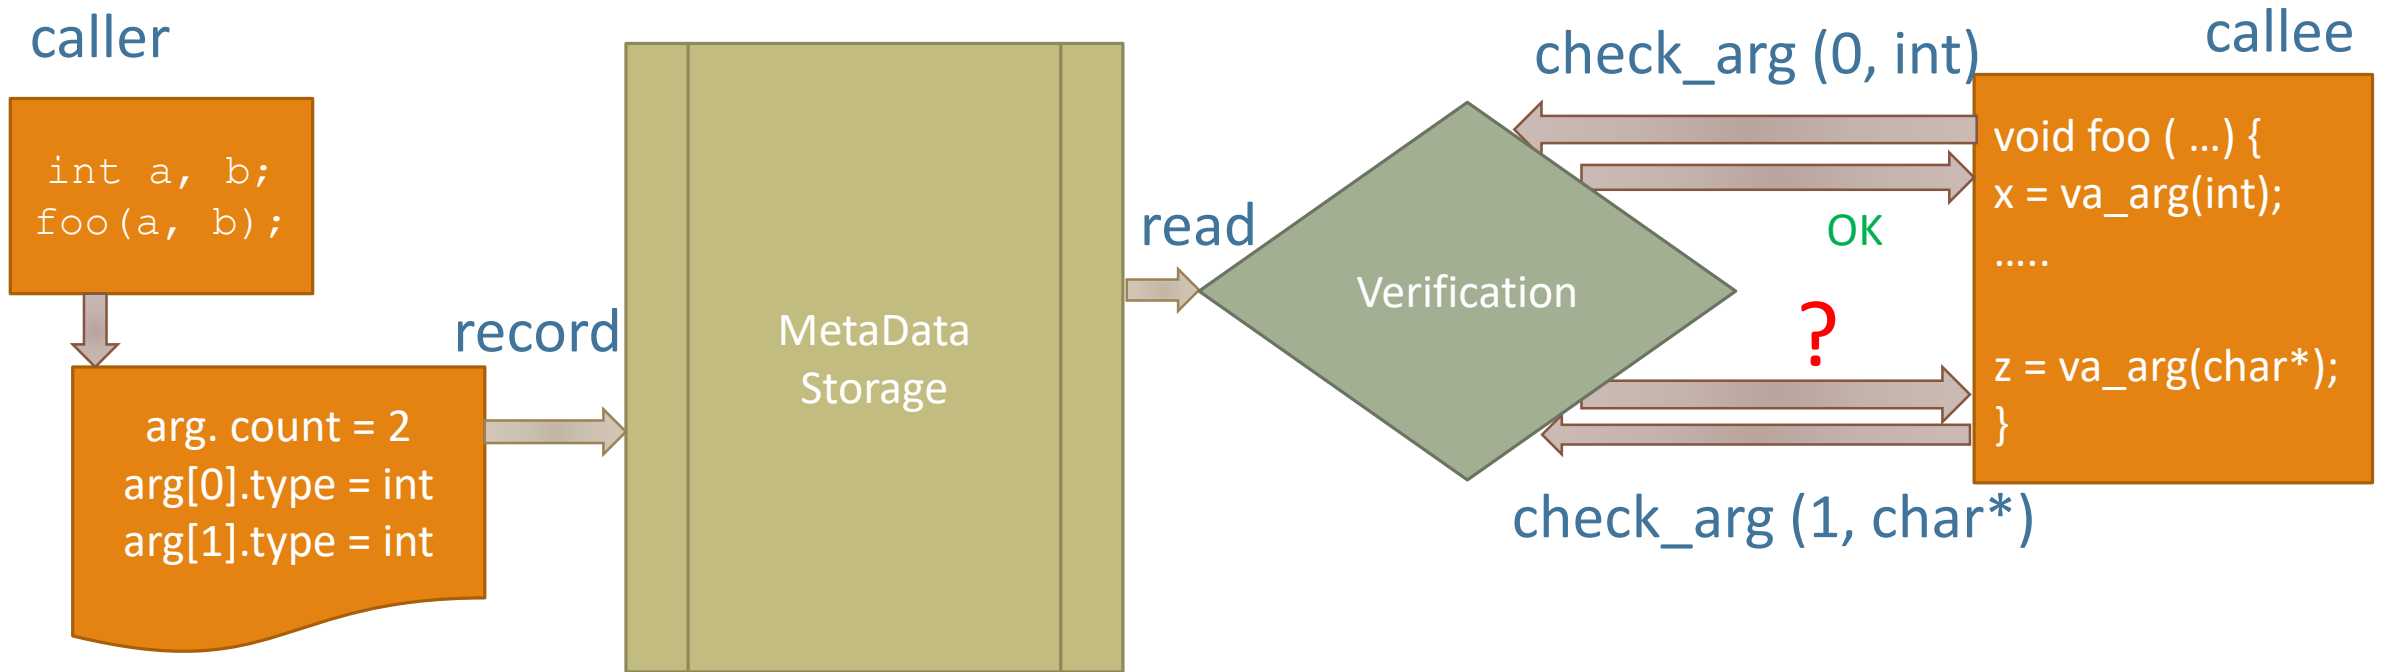 caller
int a, b;
foo(a, b);
arg. count = 2
arg[0].type = int
arg[1].type = int
record
MetaData
Storage
read
Verification
check_arg (0, int)
OK
?
check_arg (1, char*)
callee
void foo ( ...) {
x = va_arg(int);
.....
z = va_arg(char*);
}